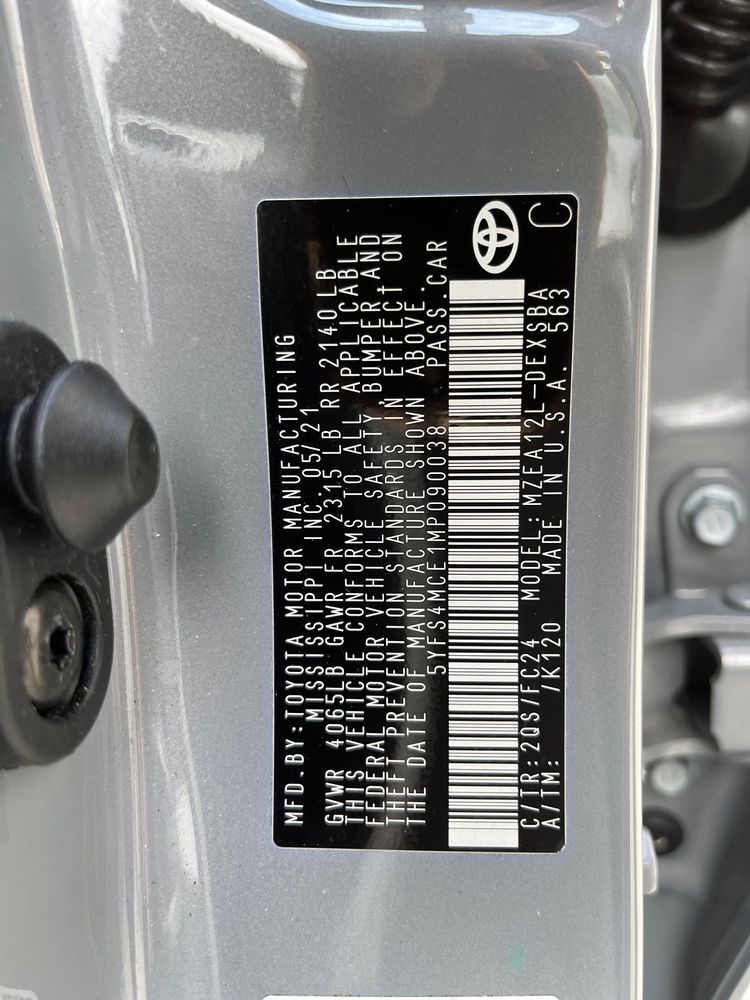 MFD.BY:TOYOTA MOTOR MANUFACTURING
MISSISSIPPI INC. 05/21
GVWR 4065LB GAWR FR 2315 LB RR 2140LB
THIS VEHICLE CONFORMS TO ALL APPLICABLE
FEDERAL MOTOR VEHICLE SAFETY, BUMPER AND
THEFT PREVENTION STANDARDS IN EFFECT ON
THE DATE OF MANUFACTURE SHOWN ABOVE.
5YFS4MCE1MP090038 PASS.CAR
C/TR:2QS/FC24 MODEL:MZEA12L-DEXSBA
A/TM: /K120 MADE IN U.S.A. 563 C